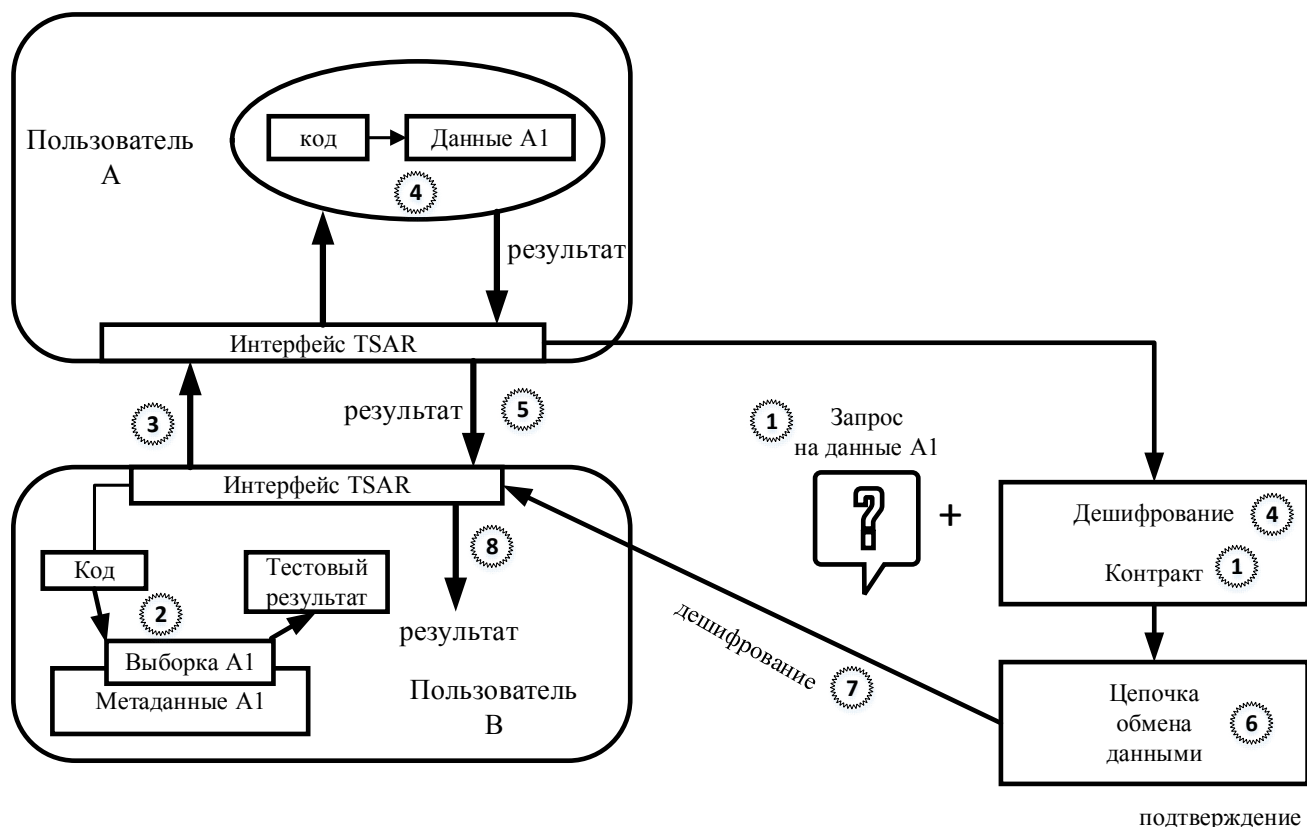 Пользователь
А
код
Данные А1
4
результат
Интерфейс TSAR
3
результат
5
1
Запрос
на данные А1
?
+
Дешифрование
4
Контракт
1
Интерфейс TSAR
8
Код
Тестовый
результат
2
результат
Выборка А1
Метаданные А1
Пользователь
В
дешифрование
7
Цепочка
обмена
данными
6
подтверждение